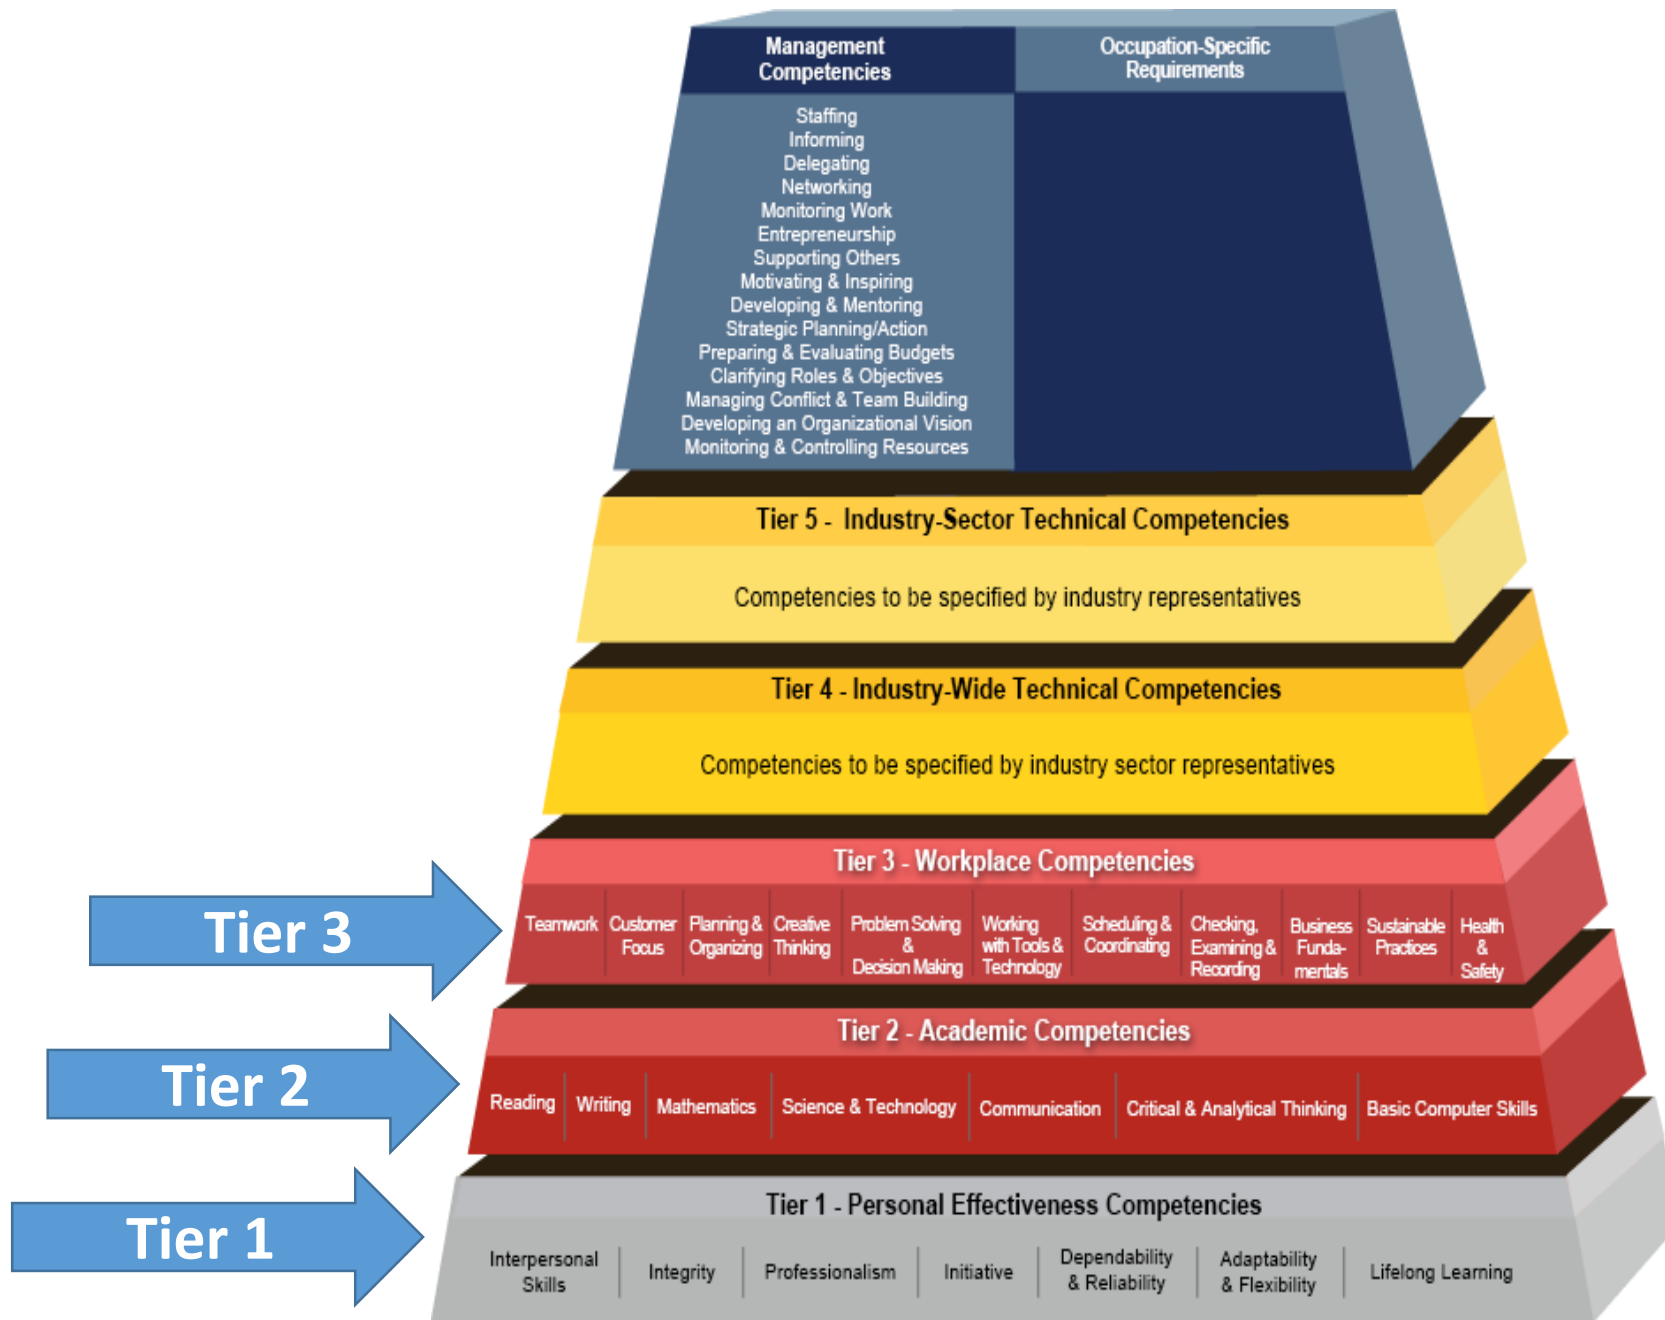 Management
Competencies
Occupation-Specific
Requirements
Staffing
Informing
Delegating
Networking
Monitoring Work
Entrepreneurship
Supporting Others
Motivating & Inspiring
Developing & Mentoring
Strategic Planning/Action
Preparing & Evaluating Budgets
Clarifying Roles & Objectives
Managing Conflict & Team Building
Developing an Organizational Vision
Monitoring & Controlling Resources
Tier 5 - Industry-Sector Technical Competencies
Competencies to be specified by industry representatives
Tier 4 - Industry-Wide Technical Competencies
Competencies to be specified by industry sector representatives
Tier 3 - Workplace Competencies
Tier 3
Teamwork
Customer
Focus
Planning &
Organizing
Creative
Thinking
Problem Solving
&
Decision Making
Working
with Tools &
Technology
Scheduling &
Coordinating
Checking,
Examining &
Recording
Business
Funda-
mentals
Sustainable
Practices
Health
&
Safety
Tier 2 - Academic Competencies
Tier 2
Reading
Writing
Mathematics
Science & Technology
Communication
Critical & Analytical Thinking
Basic Computer Skills
Tier 1 - Personal Effectiveness Competencies
Tier 1
Interpersonal
Skills
Integrity
Professionalism
Initiative
Dependability
& Reliability
Adaptability
& Flexibility
Lifelong Learning